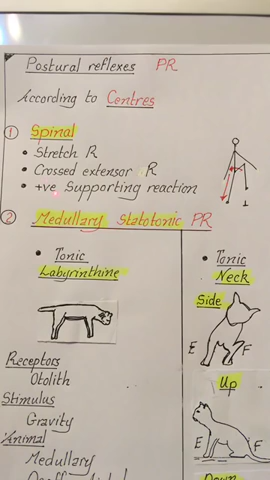 Postural reflexes PR
According to Centres
① Spinal
• Stretch R
• Crossed extensor R
• +ve Supporting reaction
② Medullary Statotonic PR
• Tonic
Labyrinthine
Receptors
Otolith
Stimulus
Gravity
Animal
Medullary
• Tonic
Neck
Side
E F
Up
E F
Down